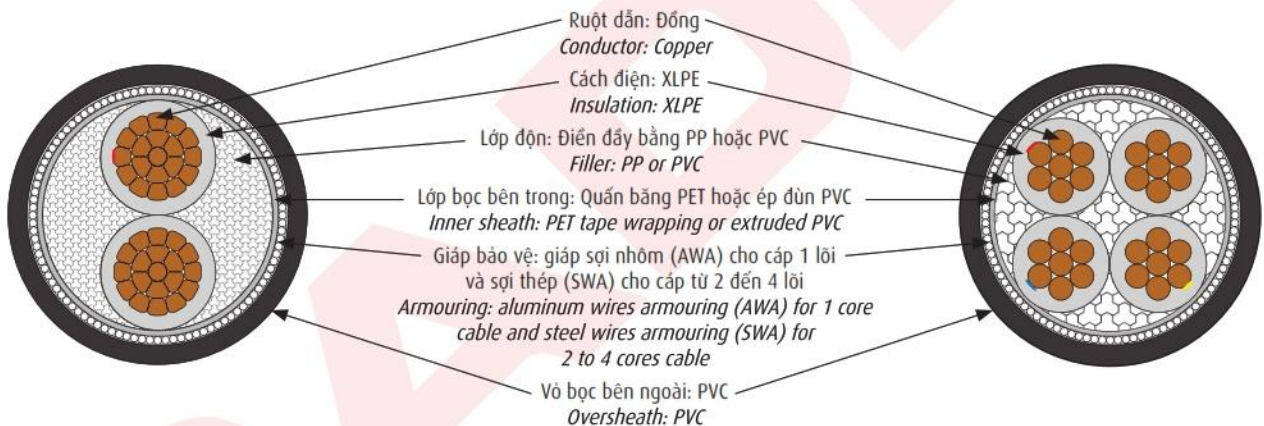 Ruột dẫn: Đồng
Conductor: Copper
Cách điện: XLPE
Insulation: XLPE
Lớp độn: Điền đầy bằng PP hoặc PVC
Filler: PP or PVC
Lớp bọc bên trong: Quấn băng PET hoặc ép đùn PVC
Inner sheath: PET tape wrapping or extruded PVC
Giáp bảo vệ: giáp sợi nhôm (AWA) cho cáp 1 lõi
và sợi thép (SWA) cho cáp từ 2 đến 4 lõi
Armouring: aluminum wires armouring (AWA) for 1 core
cable and steel wires armouring (SWA) for
2 to 4 cores cable
Vỏ bọc bên ngoài: PVC
Oversheath: PVC